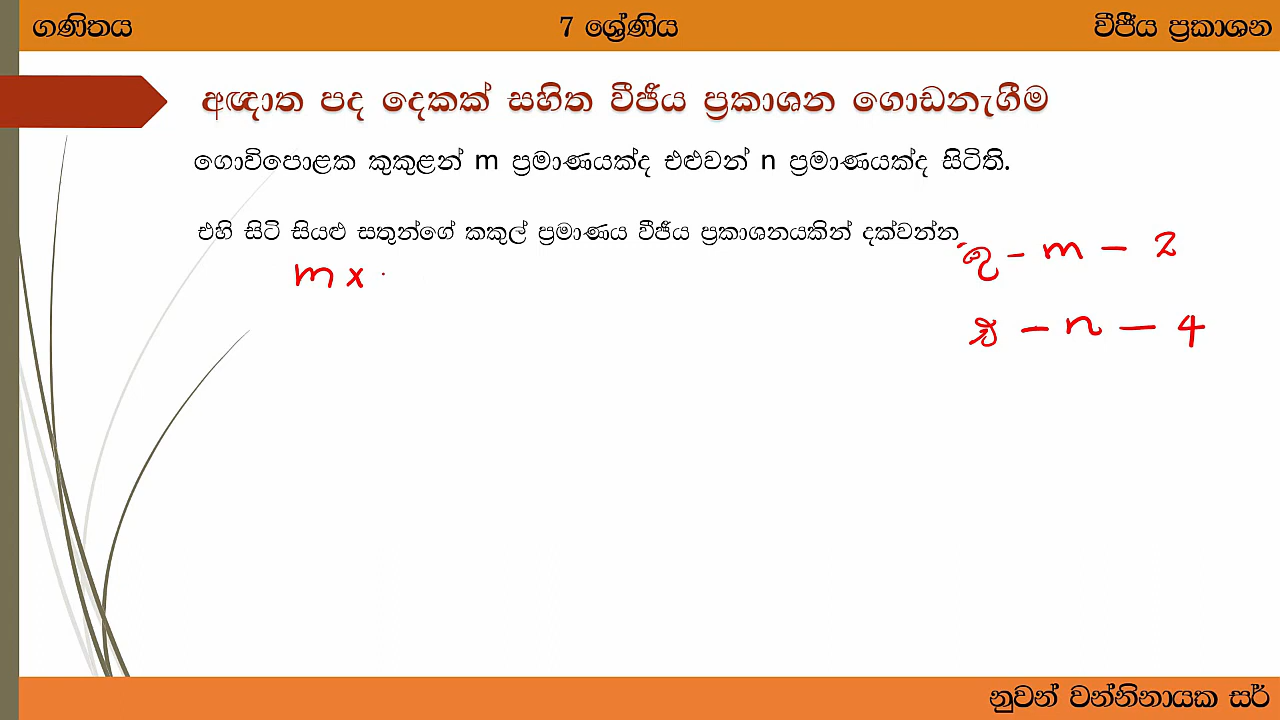 ගණිතය 7 ශ්‍රේණිය වීජීය ප්‍රකාශන
අඥාත පද දෙකක් සහිත වීජීය ප්‍රකාශන ගොඩනැගීම
ගොවිපොළක කුකුළන් m ප්‍රමාණයක්ද එළුවන් n ප්‍රමාණයක්ද සිටිති.
එහි සිටි සියළු සතුන්ගේ කකුල් ප්‍රමාණය වීජීය ප්‍රකාශනයකින් දක්වන්න
කු - m - 2
m x
එ - n - 4
නුවන් වන්නිනායක සර්